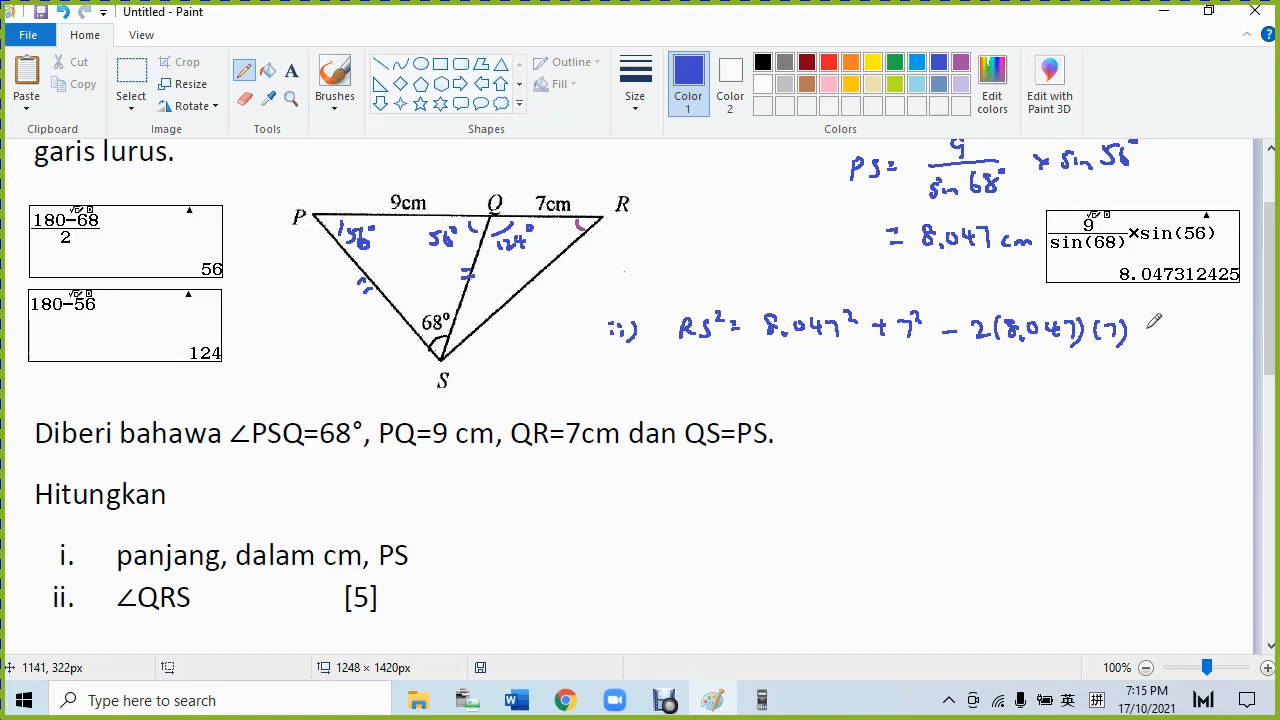 Untitled - Paint
File Home View
Paste Cut Copy
Select Crop Resize Rotate
Brushes
Outline Fill
Size
Color 1
Color 2
Edit colors
Edit with Paint 3D
Clipboard Image Tools Shapes Colors
garis lurus.
PS = 9/sin 68° × sin 56°
= 8.047 cm
180-68
2
56
180-56
124
P 9cm Q 7cm R
56° 56° 124°
68°
S
9
sin(68) ×sin(56)
8.047312425
ii) RS² = 8.047² + 7² - 2(8.047)(7)
Diberi bahawa ∠PSQ=68°, PQ=9 cm, QR=7cm dan QS=PS.
Hitungkan
i. panjang, dalam cm, PS
ii. ∠QRS [5]
1141, 322px
1248 × 1420px
100%
Type here to search
英 拼
7:15 PM
17/10/2021